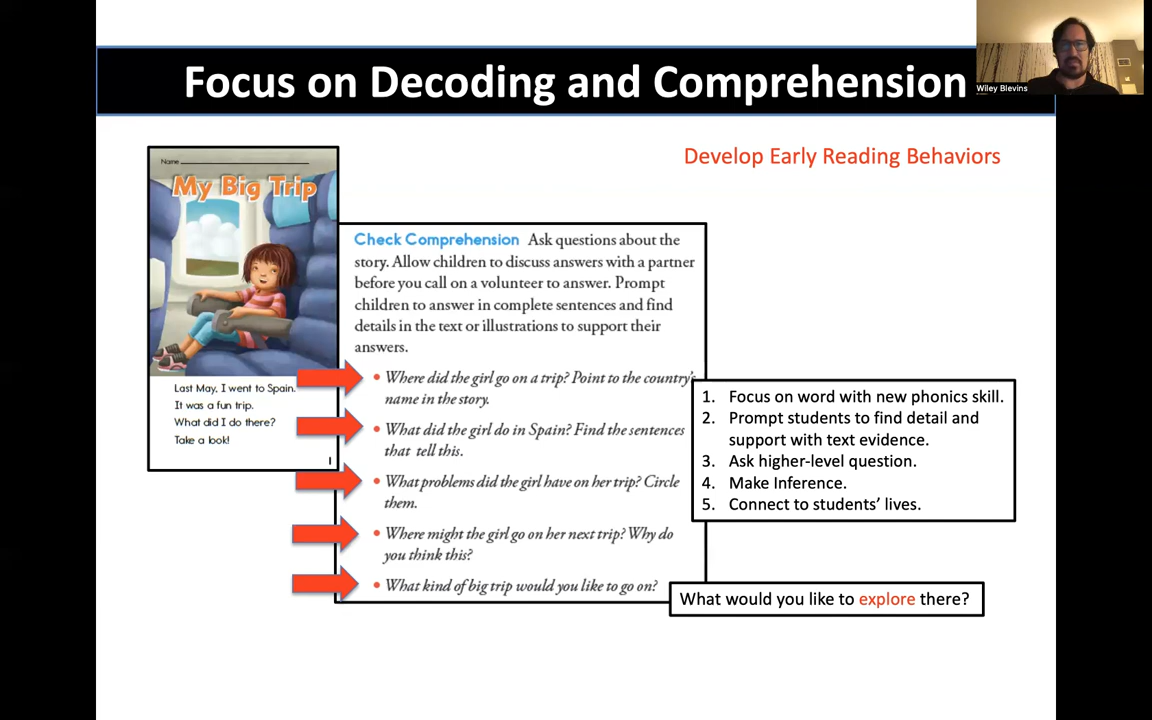 Focus on Decoding and Comprehension
Wiley Blevins
Develop Early Reading Behaviors
Name
My Big Trip
Last May, I went to Spain.
It was a fun trip.
What did I do there?
Take a look!
1
Check Comprehension Ask questions about the
story. Allow children to discuss answers with a partner
before you call on a volunteer to answer. Prompt
children to answer in complete sentences and find
details in the text or illustrations to support their
answers.
• Where did the girl go on a trip? Point to the country's
name in the story.
• What did the girl do in Spain? Find the sentences
that tell this.
• What problems did the girl have on her trip? Circle
them.
• Where might the girl go on her next trip? Why do
you think this?
• What kind of big trip would you like to go on?
1. Focus on word with new phonics skill.
2. Prompt students to find detail and
support with text evidence.
3. Ask higher-level question.
4. Make Inference.
5. Connect to students' lives.
What would you like to explore there?